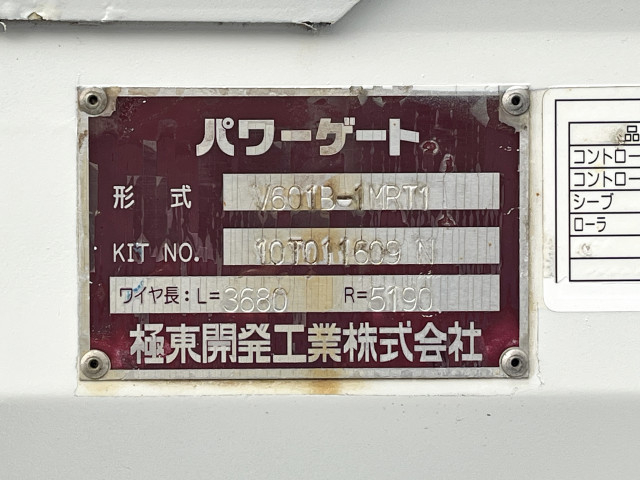 パワーゲート
形式 V601B-1MRT1
KIT NO. 10T011609 N
ワイヤ長：L=3680 R=5190
極東開発工業株式会社
品
コントロー
コントロー
シーブ
ローラ